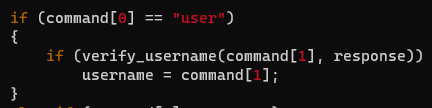 if (command[0] == "user")
{
    if (verify_username(command[1], response))
        username = command[1];
}